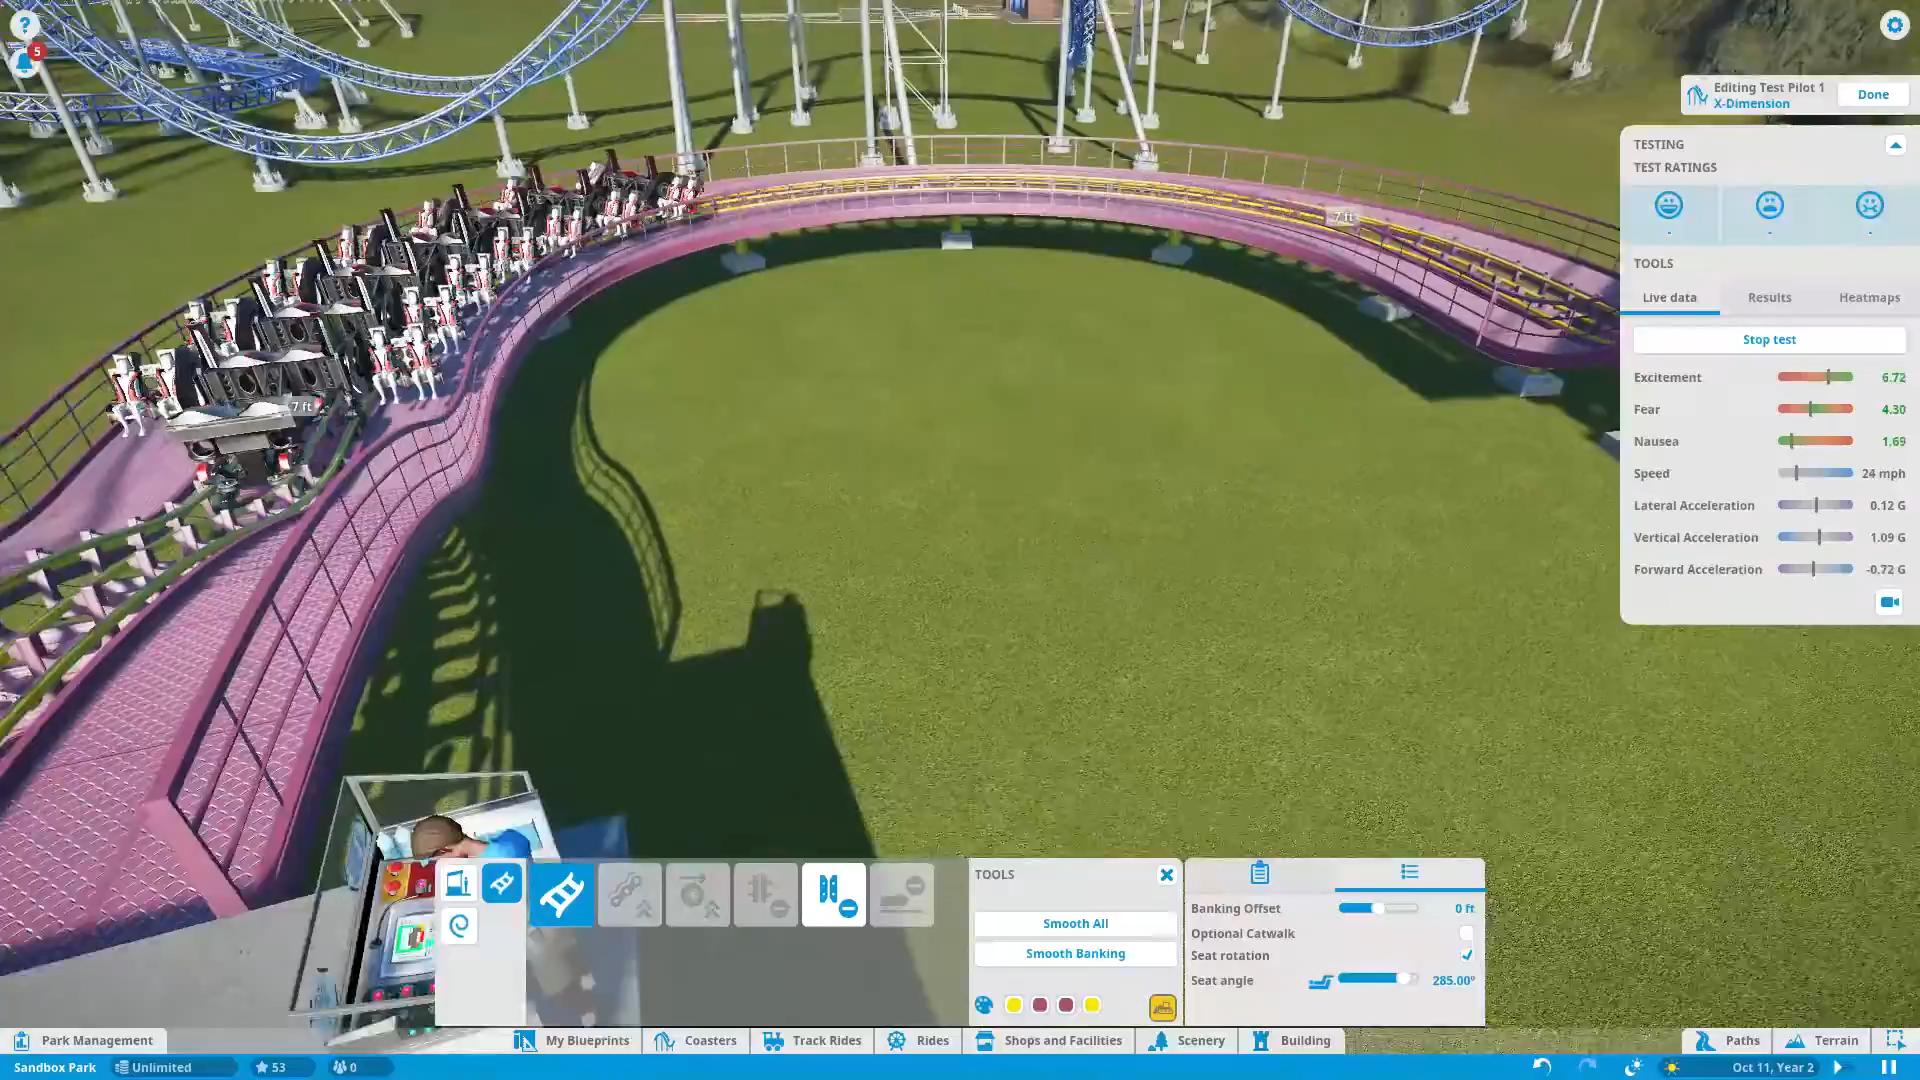 ?
5
Editing Test Pilot 1
X-Dimension
Done
TESTING
TEST RATINGS
- - -
TOOLS
Live data Results Heatmaps
Stop test
Excitement 6.72
Fear 4.30
Nausea 1.69
Speed 24 mph
Lateral Acceleration 0.12 G
Vertical Acceleration 1.09 G
Forward Acceleration -0.72 G
7 ft
7 ft
TOOLS
Smooth All
Smooth Banking
Banking Offset 0 ft
Optional Catwalk
Seat rotation
Seat angle 285.00°
Park Management My Blueprints Coasters Track Rides Rides Shops and Facilities Scenery Building Paths Terrain
Sandbox Park Unlimited 53 0 Oct 11, Year 2